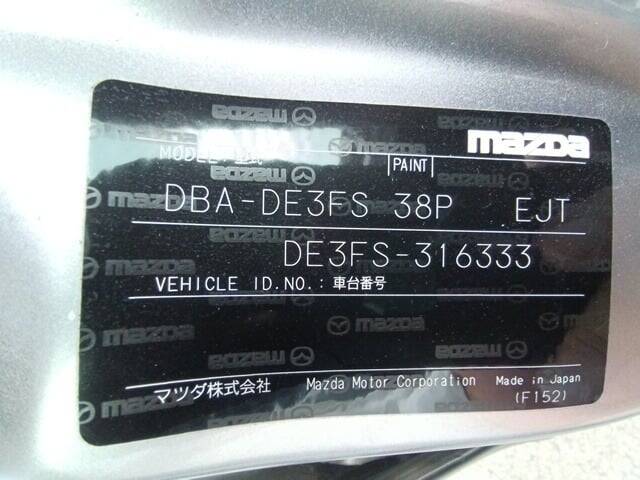 mazda
MODEL・型式 PAINT
DBA-DE3FS 38P EJT
DE3FS-316333
VEHICLE ID.NO.:車台番号
マツダ株式会社 Mazda Motor Corporation Made in Japan
(F152)